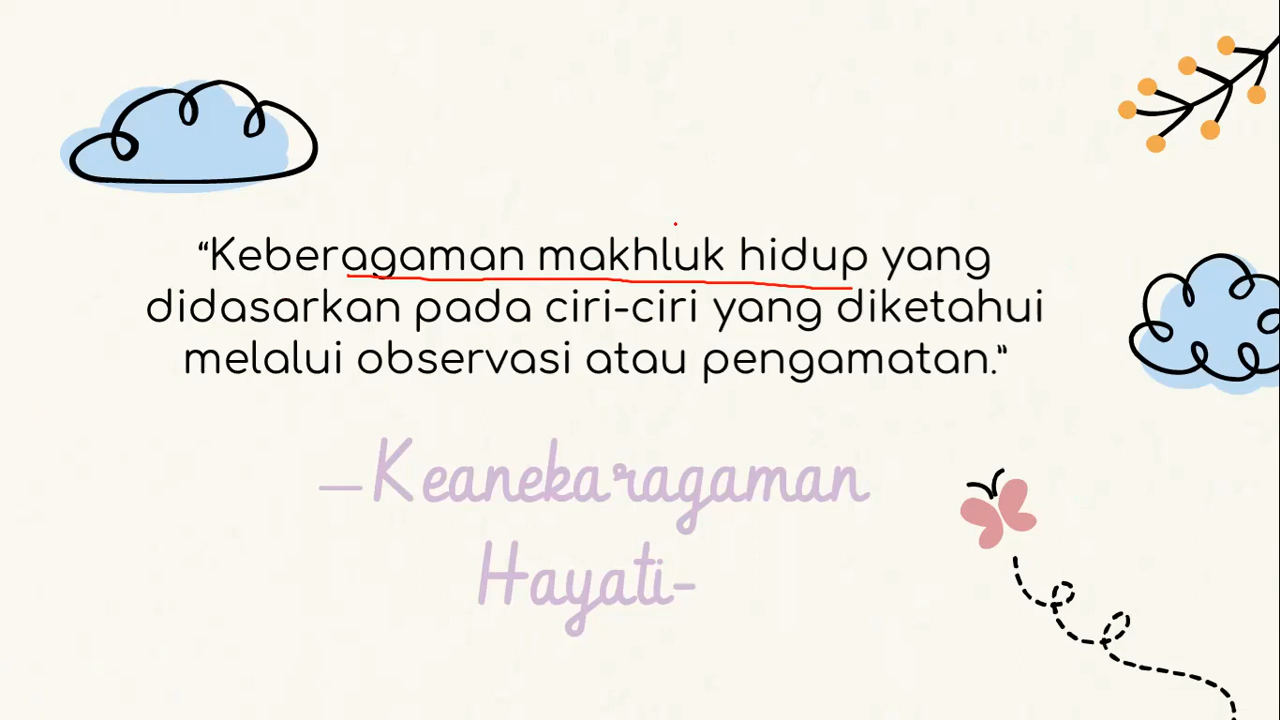 “Keberagaman makhluk hidup yang
didasarkan pada ciri-ciri yang diketahui
melalui observasi atau pengamatan.”
—Keanekaragaman
Hayati-